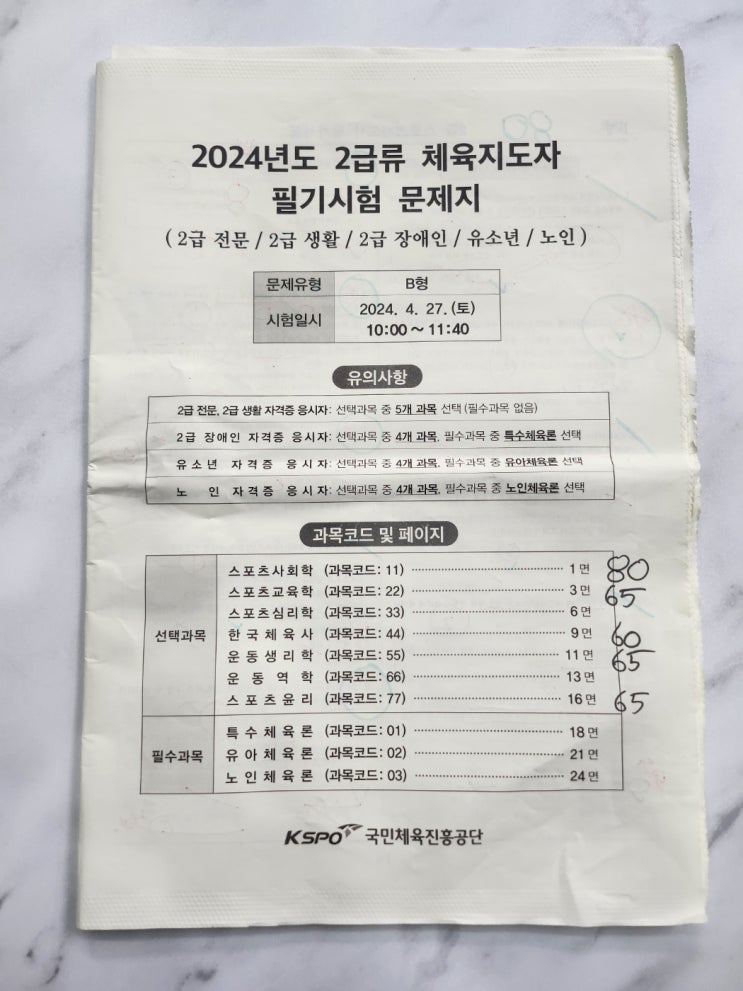 2024년도 2급류 체육지도자
필기시험 문제지
( 2급 전문 / 2급 생활 / 2급 장애인 / 유소년 / 노인 )
문제유형 B형
시험일시 2024. 4. 27. (토)
10:00 ~ 11:40
유의사항
2급 전문, 2급 생활 자격증 응시자: 선택과목 중 5개 과목 선택 (필수과목 없음)
2급 장애인 자격증 응시자: 선택과목 중 4개 과목, 필수과목 중 특수체육론 선택
유소년 자격증 응시자: 선택과목 중 4개 과목, 필수과목 중 유아체육론 선택
노인 자격증 응시자: 선택과목 중 4개 과목, 필수과목 중 노인체육론 선택
과목코드 및 페이지
선택과목
스포츠사회학 (과목코드: 11) 1 면 80
스포츠교육학 (과목코드: 22) 3 면 65
스포츠심리학 (과목코드: 33) 6 면
한국체육사 (과목코드: 44) 9 면 60
운동생리학 (과목코드: 55) 11 면 65
운동역학 (과목코드: 66) 13 면
스포츠윤리 (과목코드: 77) 16 면 65
필수과목
특수체육론 (과목코드: 01) 18 면
유아체육론 (과목코드: 02) 21 면
노인체육론 (과목코드: 03) 24 면
KSPO 국민체육진흥공단